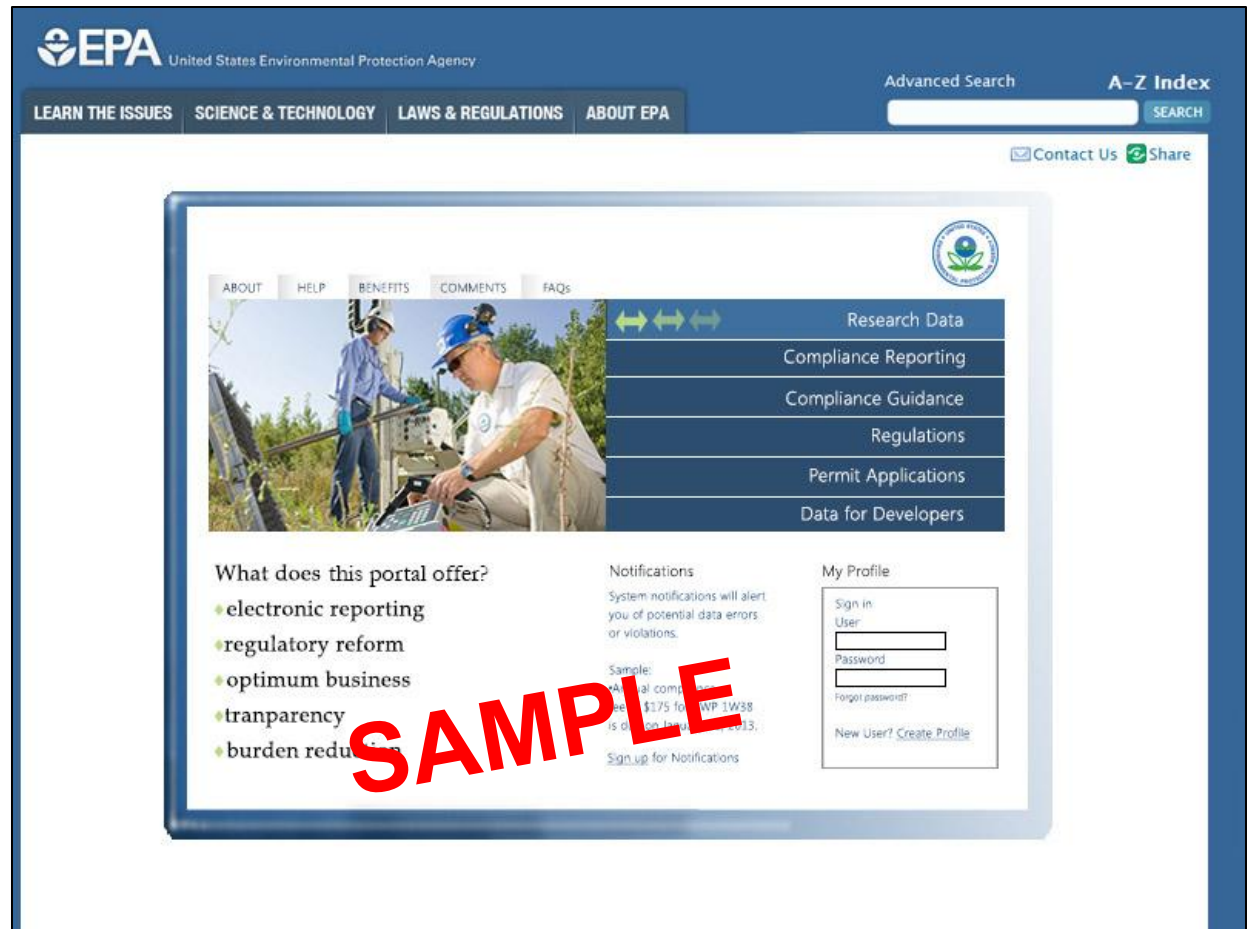 EPA United States Environmental Protection Agency
Advanced Search A-Z Index
LEARN THE ISSUES SCIENCE & TECHNOLOGY LAWS & REGULATIONS ABOUT EPA SEARCH
Contact Us Share
ABOUT HELP BENEFITS COMMENTS FAQs
Research Data
Compliance Reporting
Compliance Guidance
Regulations
Permit Applications
Data for Developers
What does this portal offer?
electronic reporting
regulatory reform
optimum business
tranparency
burden reduction
Notifications
System notifications will alert
you of potential data errors
or violations.
Sample:
$175
1W38
2013.
Sign up for Notifications
My Profile
Sign in
User
Password
Forgot password?
New User? Create Profile
SAMPLE